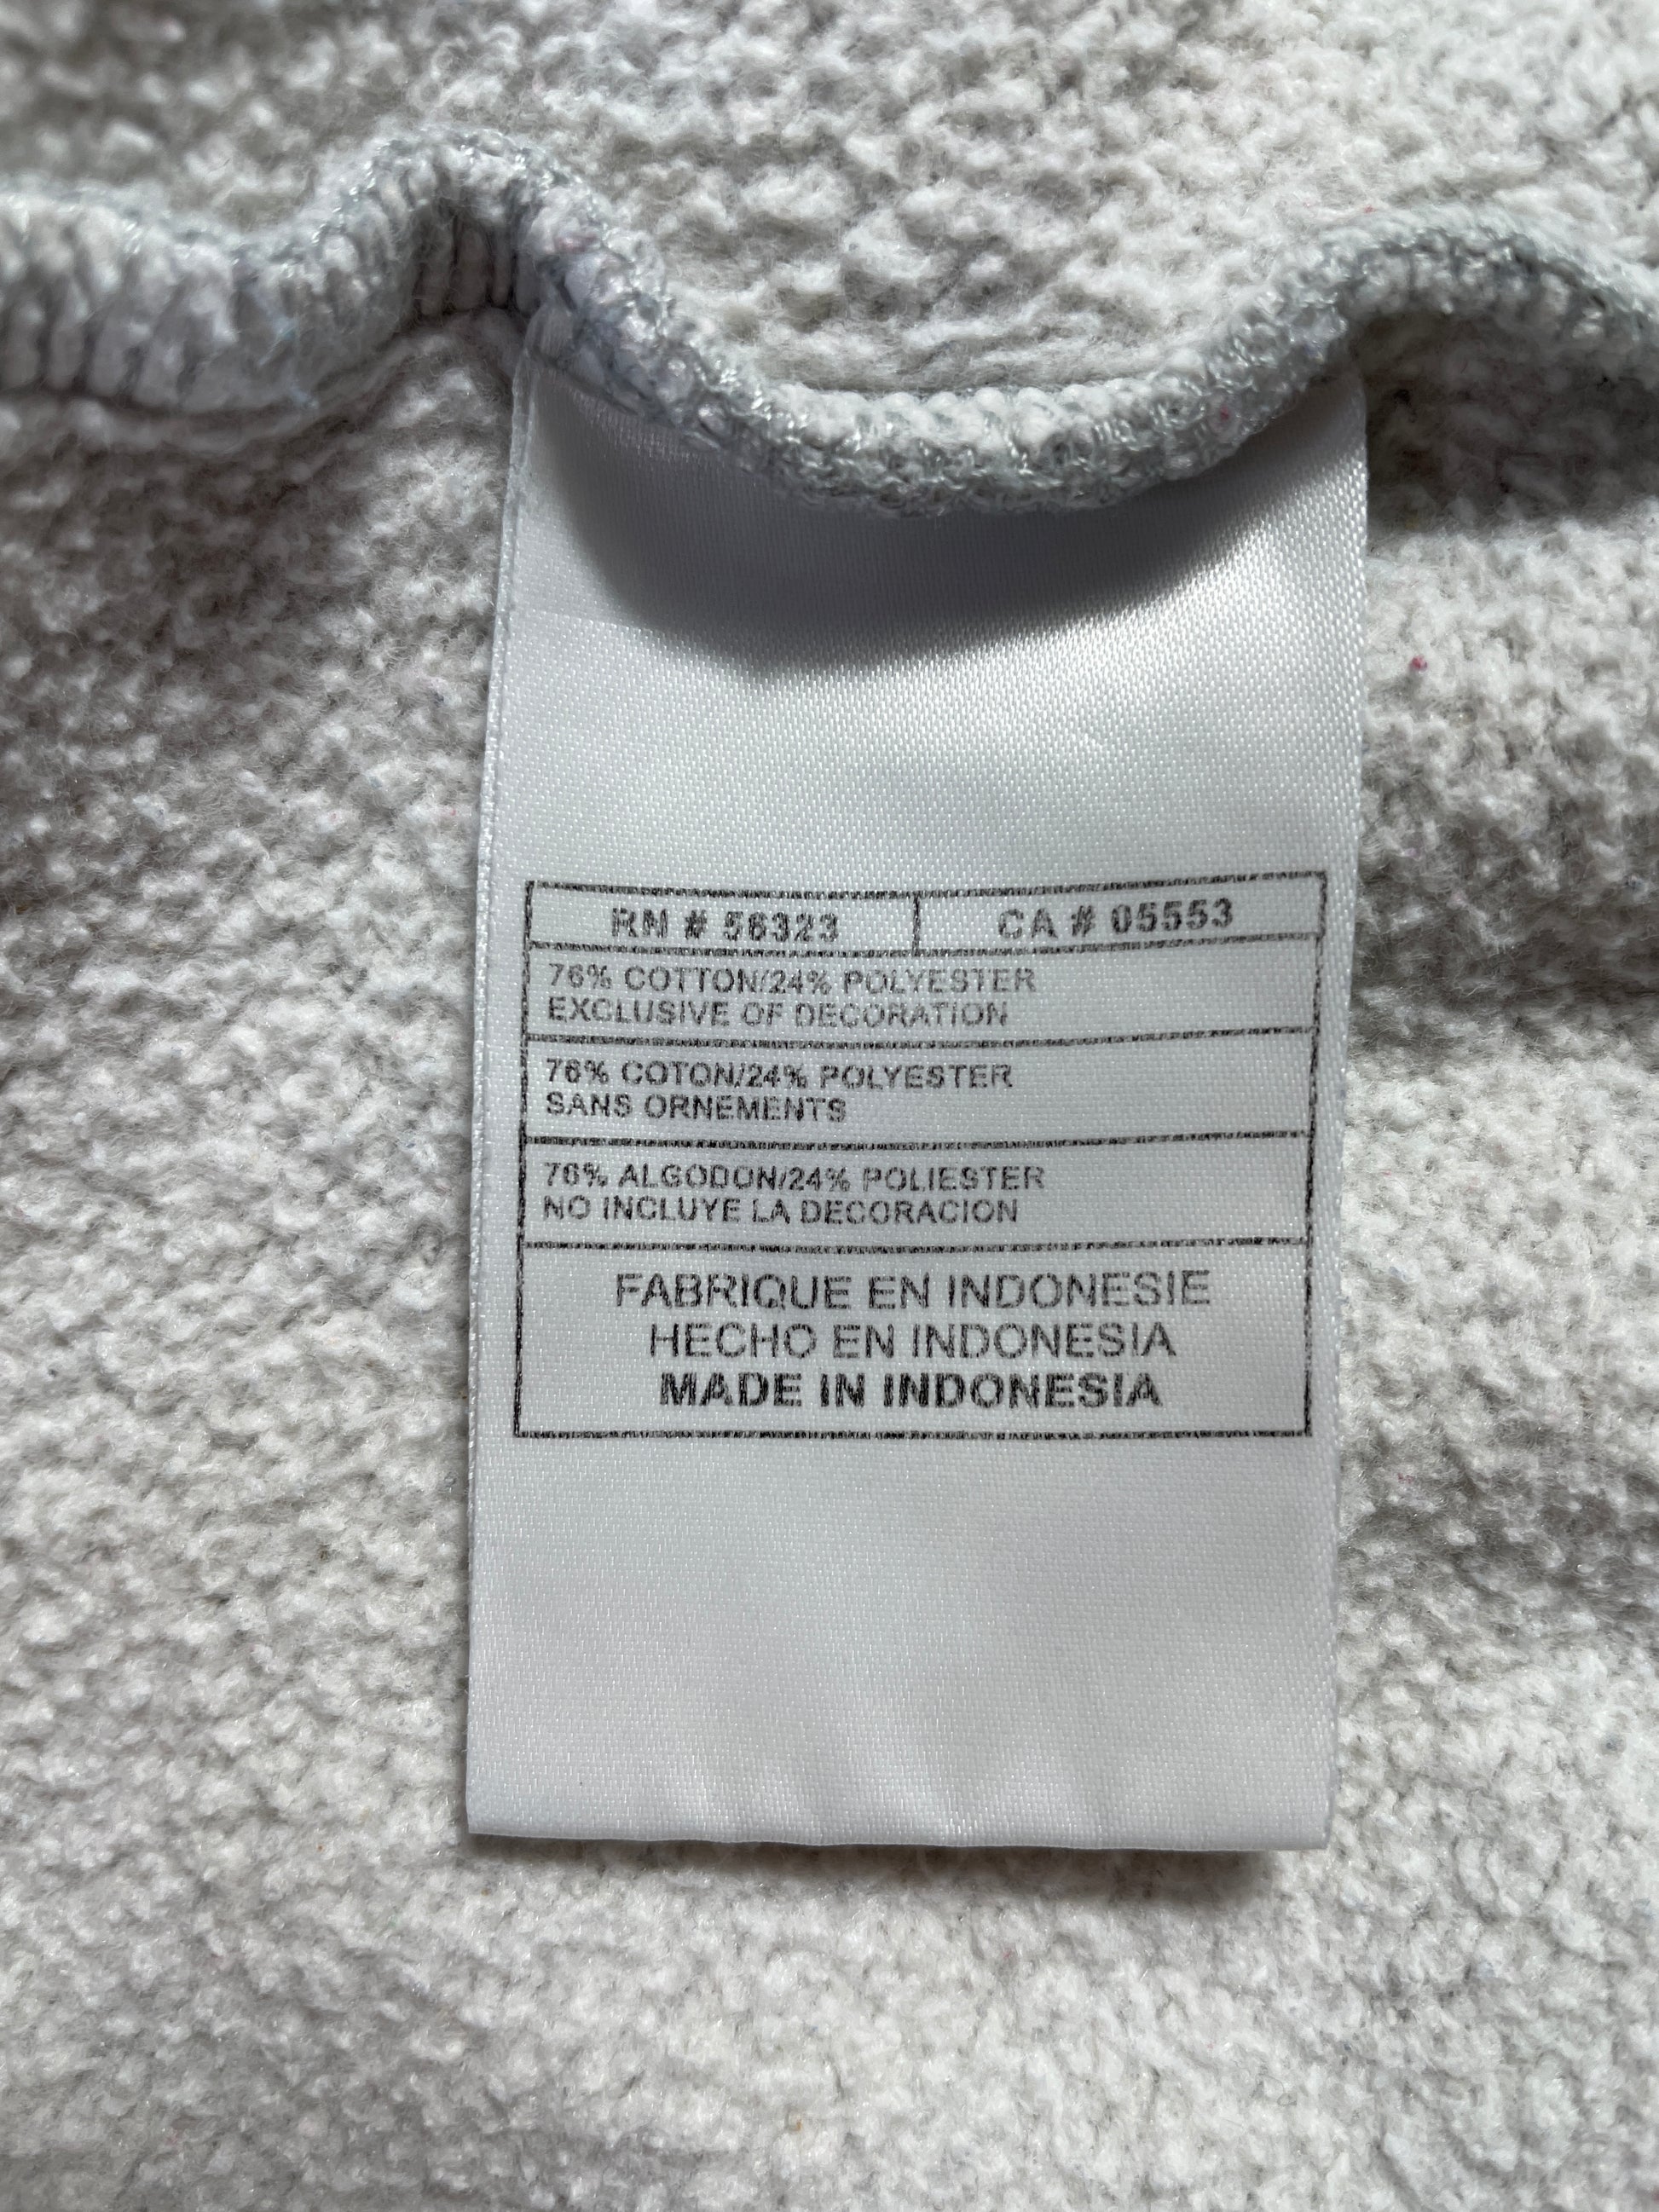 RN # 56323 CA # 05553
76% COTTON/24% POLYESTER
EXCLUSIVE OF DECORATION
76% COTON/24% POLYESTER
SANS ORNEMENTS
76% ALGODON/24% POLIESTER
NO INCLUYE LA DECORACION
FABRIQUE EN INDONESIE
HECHO EN INDONESIA
MADE IN INDONESIA